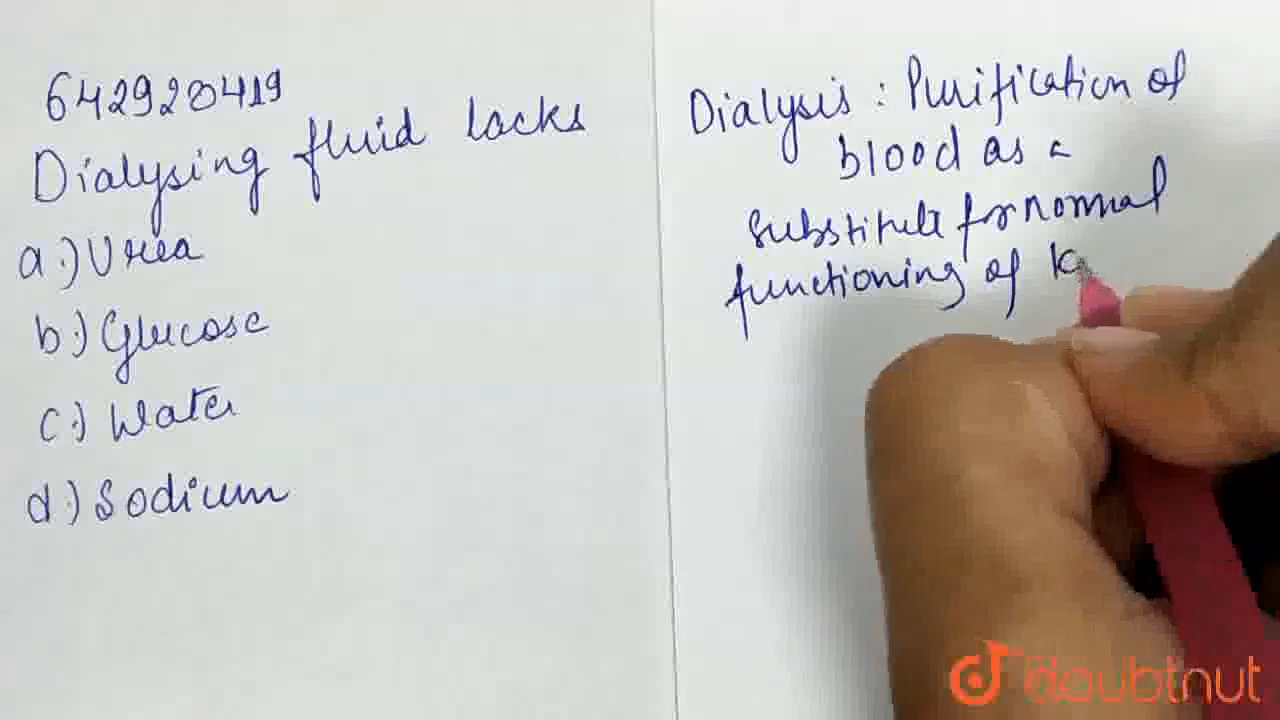 642920419
Dialysing fluid lacks
a.) Urea
b.) Glucose
c.) Water
d.) Sodium
Dialysis : Purification of
blood as a
substitute for normal
functioning of K
doubtnut